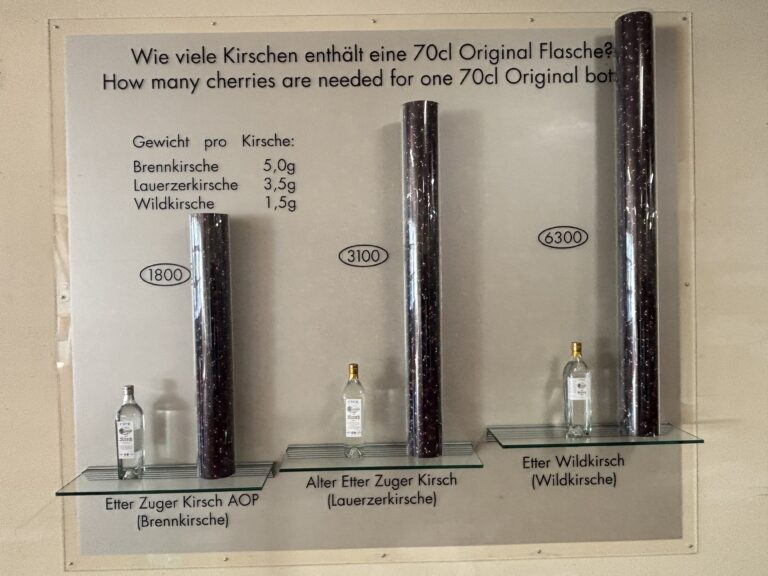 Wie viele Kirschen enthält eine 70cl Original Flasche?
How many cherries are needed for one 70cl Original bot
Gewicht pro Kirsche:
Brennkirsche 5,0g
Lauerzerkirsche 3,5g
Wildkirsche 1,5g
1800
3100
6300
Etter Zuger Kirsch AOP
(Brennkirsche)
Alter Etter Zuger Kirsch
(Lauerzerkirsche)
Etter Wildkirsch
(Wildkirsche)